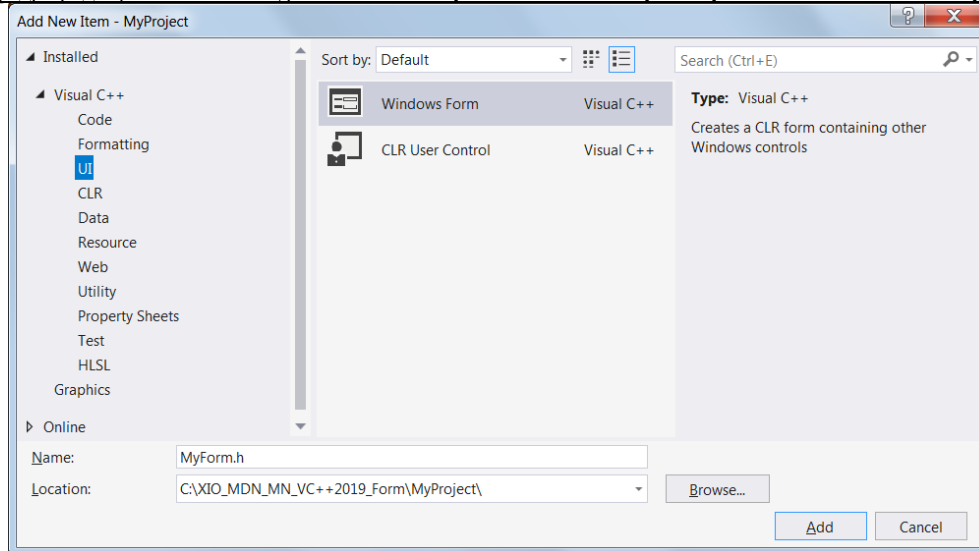 Add New Item - MyProject
Installed
Visual C++
Code
Formatting
UI
CLR
Data
Resource
Web
Utility
Property Sheets
Test
HLSL
Graphics
Online
Sort by: Default
Windows Form Visual C++
CLR User Control Visual C++
Search (Ctrl+E)
Type: Visual C++
Creates a CLR form containing other
Windows controls
Name: MyForm.h
Location: C:\XIO_MDN_MN_VC++2019_Form\MyProject\
Browse...
Add Cancel